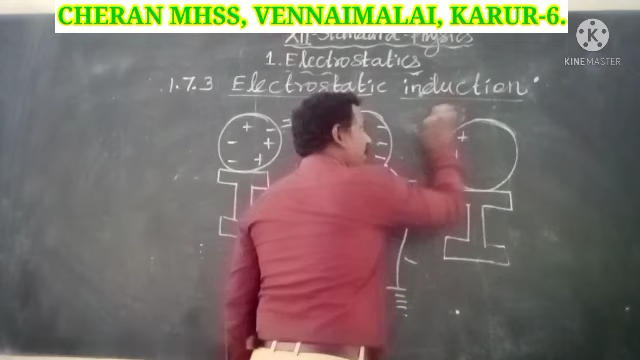 CHERAN MHSS, VENNAIMALAI, KARUR-6.
XII-Standard-Physics
1. Electrostatics
1.7.3 Electrostatic induction
K
KINEMASTER